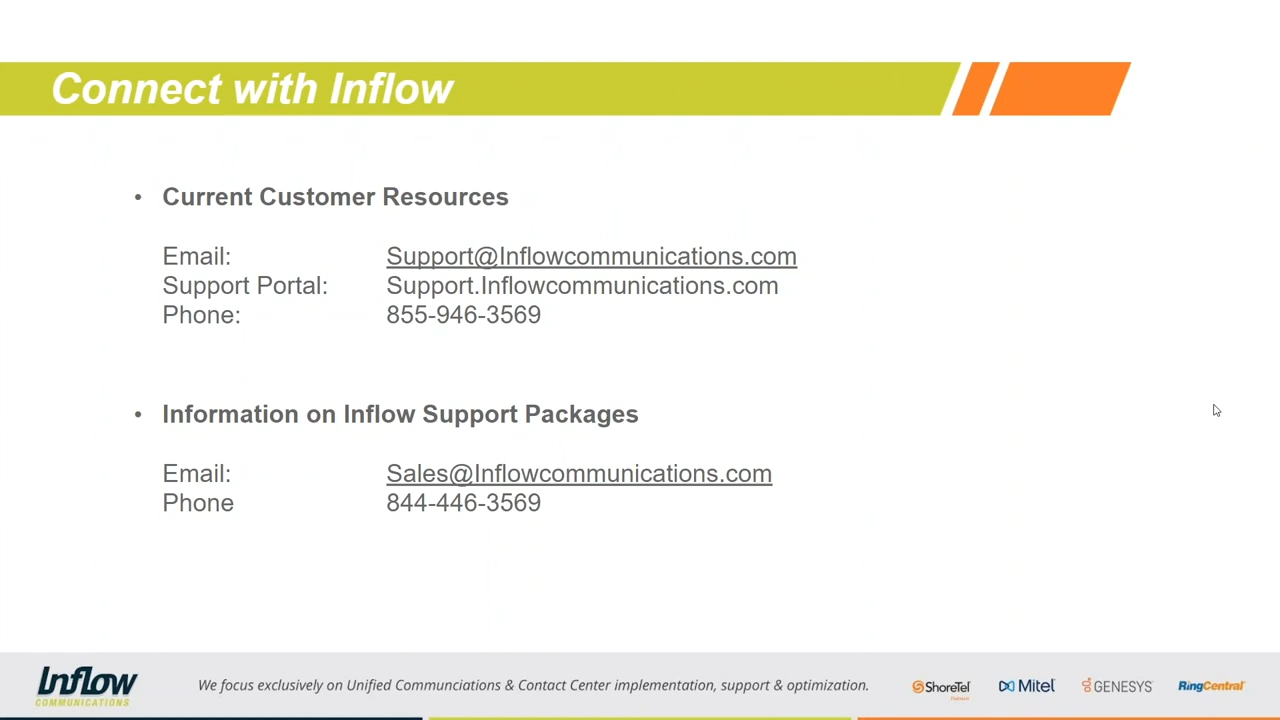 Connect with Inflow
• Current Customer Resources
Email: Support@Inflowcommunications.com
Support Portal: Support.Inflowcommunications.com
Phone: 855-946-3569
• Information on Inflow Support Packages
Email: Sales@Inflowcommunications.com
Phone 844-446-3569
Inflow
COMMUNICATIONS
We focus exclusively on Unified Communciations & Contact Center implementation, support & optimization.
ShoreTel
Mitel
GENESYS
RingCentral